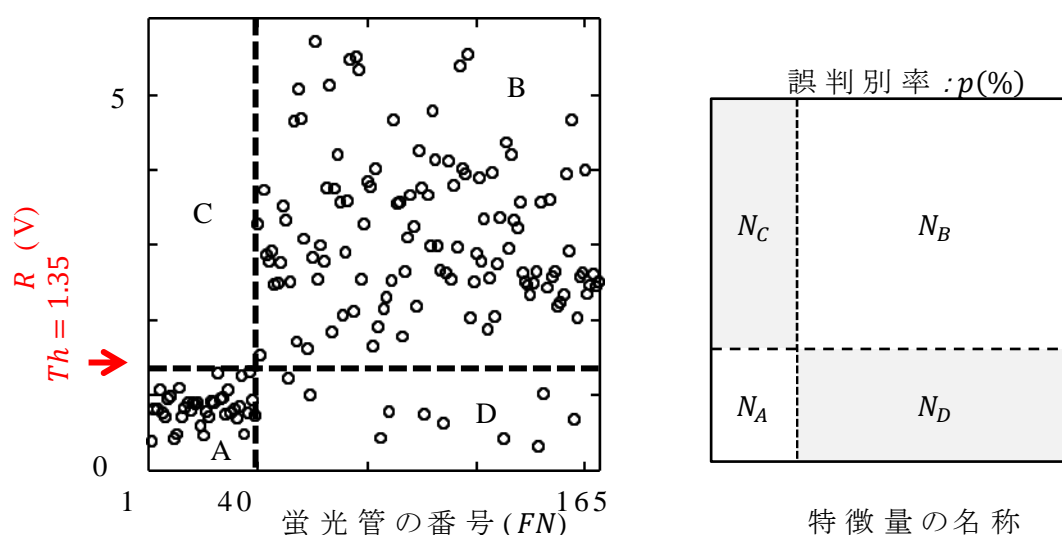 5
B
C
R (V)
Th = 1.35
D
A
0
1
40
165
蛍光管の番号(FN)
誤判別率 : p(%)
N_C
N_B
N_A
N_D
特徴量の名称